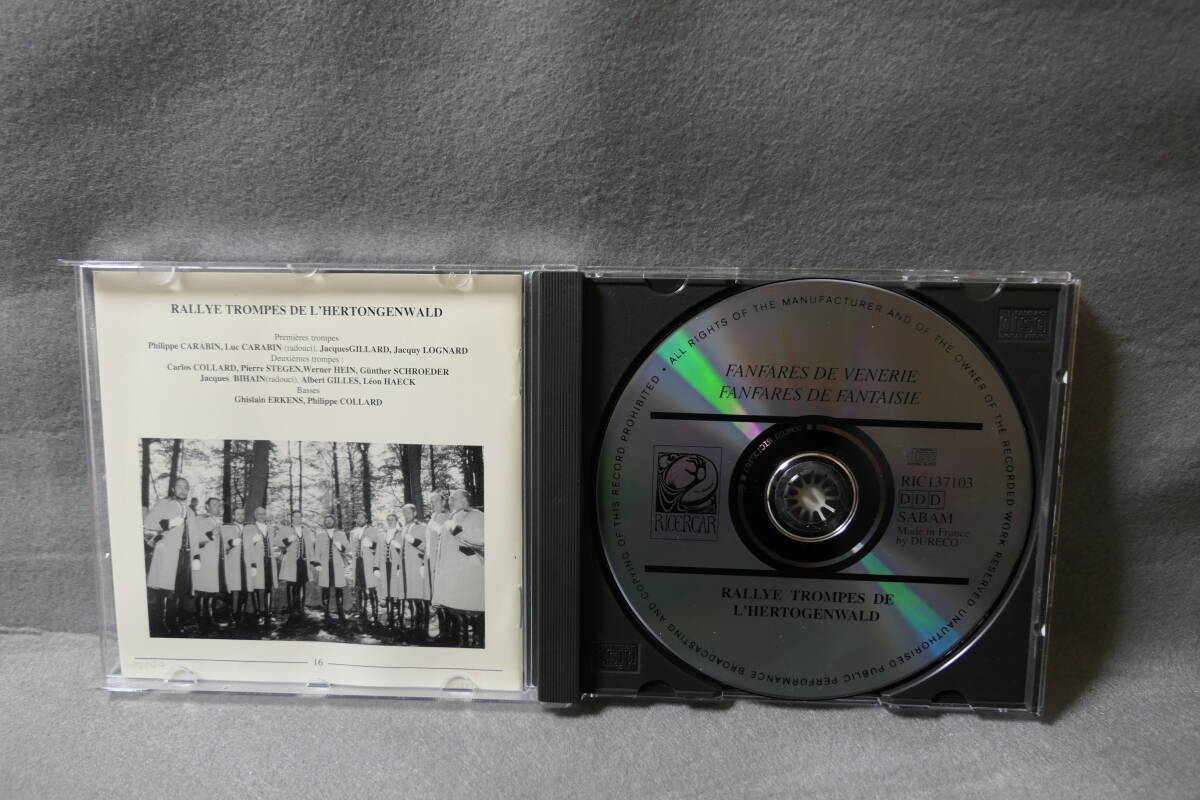 RALLYE TROMPES DE L'HERTONGENWALD
Premières trompes
Philippe CARABIN, Luc CARABIN (radouci), JacquesGILLARD, Jacquy LOGNARD
Deuxièmes trompes :
Carlos COLLARD, Pierre STEGEN,Werner HEIN, Günther SCHROEDER
Jacques BIHAIN(radouci), Albert GILLES, Léon HAECK
Basses
Ghislain ERKENS, Philippe COLLARD
16
• ALL RIGHTS OF THE MANUFACTURER AND OF THE OWNER OF THE RECORDED WORK RESERVED UNAUTHORISED PUBLIC PERFORMANCE BROADCASTING AND COPYING OF THIS RECORD PROHIBITED
FANFARES DE VENERIE
FANFARES DE FANTAISIE
RICERCAR
RIC137103
DDD
SABAM
Made in France
by DURECO
RALLYE TROMPES DE
L'HERTOGENWALD